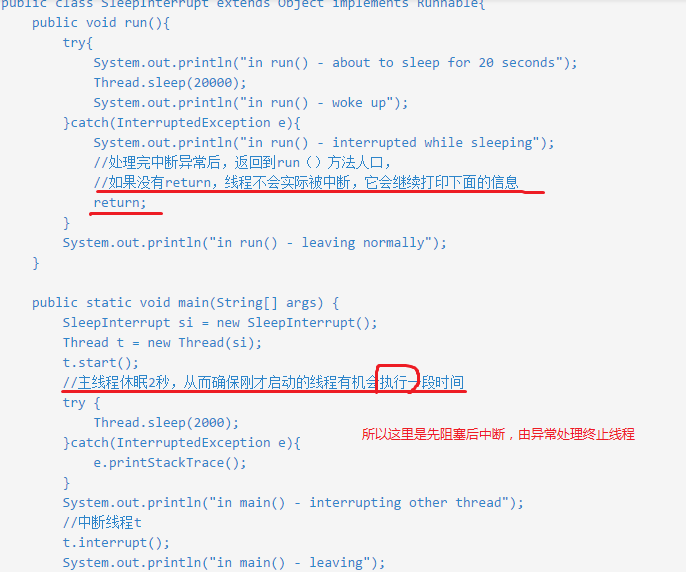 public class SleepInterrupt extends Object implements Runnable{
public void run(){
try{
System.out.println("in run() - about to sleep for 20 seconds");
Thread.sleep(20000);
System.out.println("in run() - woke up");
}catch(InterruptedException e){
System.out.println("in run() - interrupted while sleeping");
//处理完中断异常后，返回到run（）方法人口，
//如果没有return，线程不会实际被中断，它会继续打印下面的信息
return;
}
System.out.println("in run() - leaving normally");
}
public static void main(String[] args) {
SleepInterrupt si = new SleepInterrupt();
Thread t = new Thread(si);
t.start();
//主线程休眠2秒，从而确保刚才启动的线程有机会执行一段时间
try {
Thread.sleep(2000);
所以这里是先阻塞后中断，由异常处理终止线程
}catch(InterruptedException e){
e.printStackTrace();
}
System.out.println("in main() - interrupting other thread");
//中断线程t
t.interrupt();
System.out.println("in main() - leaving");